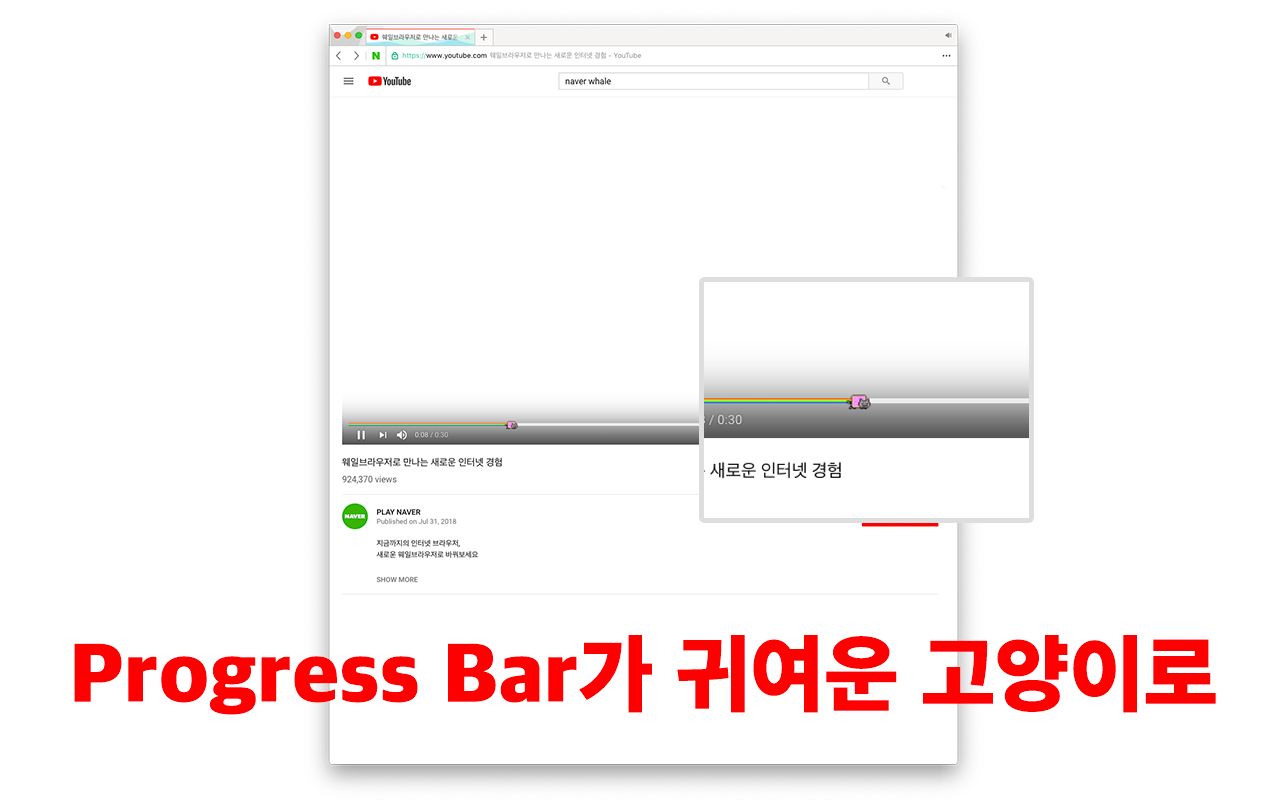 웨일브라우저로 만나는 새로운
N https://www.youtube.com 웨일브라우저로 만나는 새로운 인터넷 경험 - YouTube
YouTube
naver whale
0:08 / 0:30
/ 0:30
웨일브라우저로 만나는 새로운 인터넷 경험
새로운 인터넷 경험
924,370 views
NAVER
PLAY NAVER
Published on Jul 31, 2018
지금까지의 인터넷 브라우저,
새로운 웨일브라우저로 바꿔보세요
SHOW MORE
Progress Bar가 귀여운 고양이로